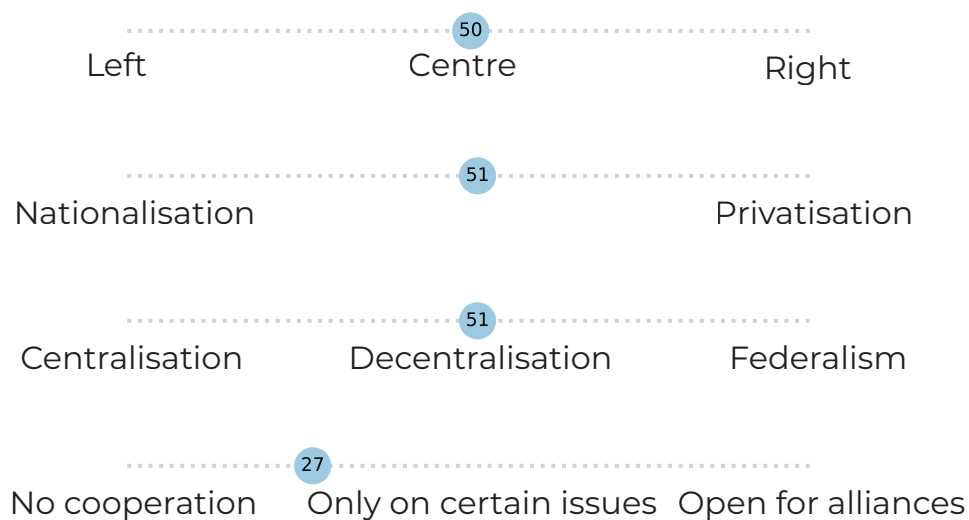 50
Left Centre Right
51
Nationalisation Privatisation
51
Centralisation Decentralisation Federalism
27
No cooperation Only on certain issues Open for alliances